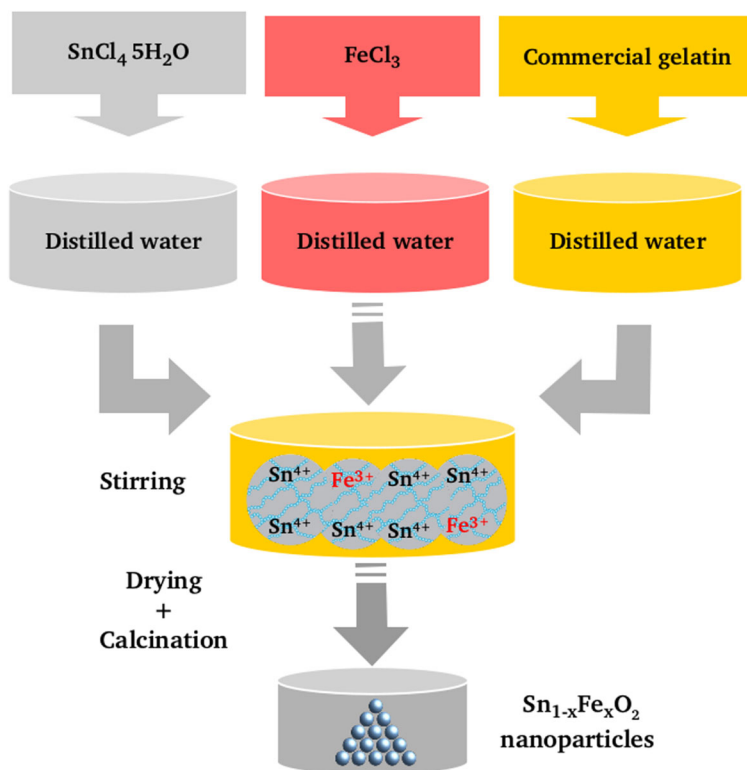 SnCl₄ 5H₂O
FeCl₃
Commercial gelatin
Distilled water
Distilled water
Distilled water
Stirring
Sn⁴⁺
Fe³⁺
Sn⁴⁺
Sn⁴⁺
Sn⁴⁺
Sn⁴⁺
Sn⁴⁺
Fe³⁺
Drying
+
Calcination
Sn₁₋ₓFeₓO₂
nanoparticles